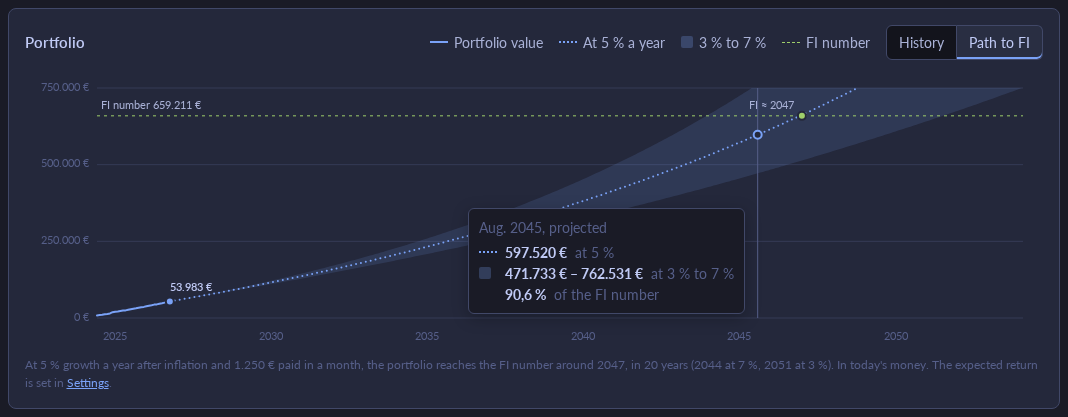 Portfolio
Portfolio value
At 5 % a year
3 % to 7 %
FI number
History
Path to FI
750.000 €
FI number 659.211 €
FI ≈ 2047
500.000 €
250.000 €
Aug. 2045, projected
597.520 € at 5 %
471.733 € – 762.531 € at 3 % to 7 %
90,6 % of the FI number
53.983 €
0 €
2025
2030
2035
2040
2045
2050
At 5 % growth a year after inflation and 1.250 € paid in a month, the portfolio reaches the FI number around 2047, in 20 years (2044 at 7 %, 2051 at 3 %). In today's money. The expected return
is set in Settings.